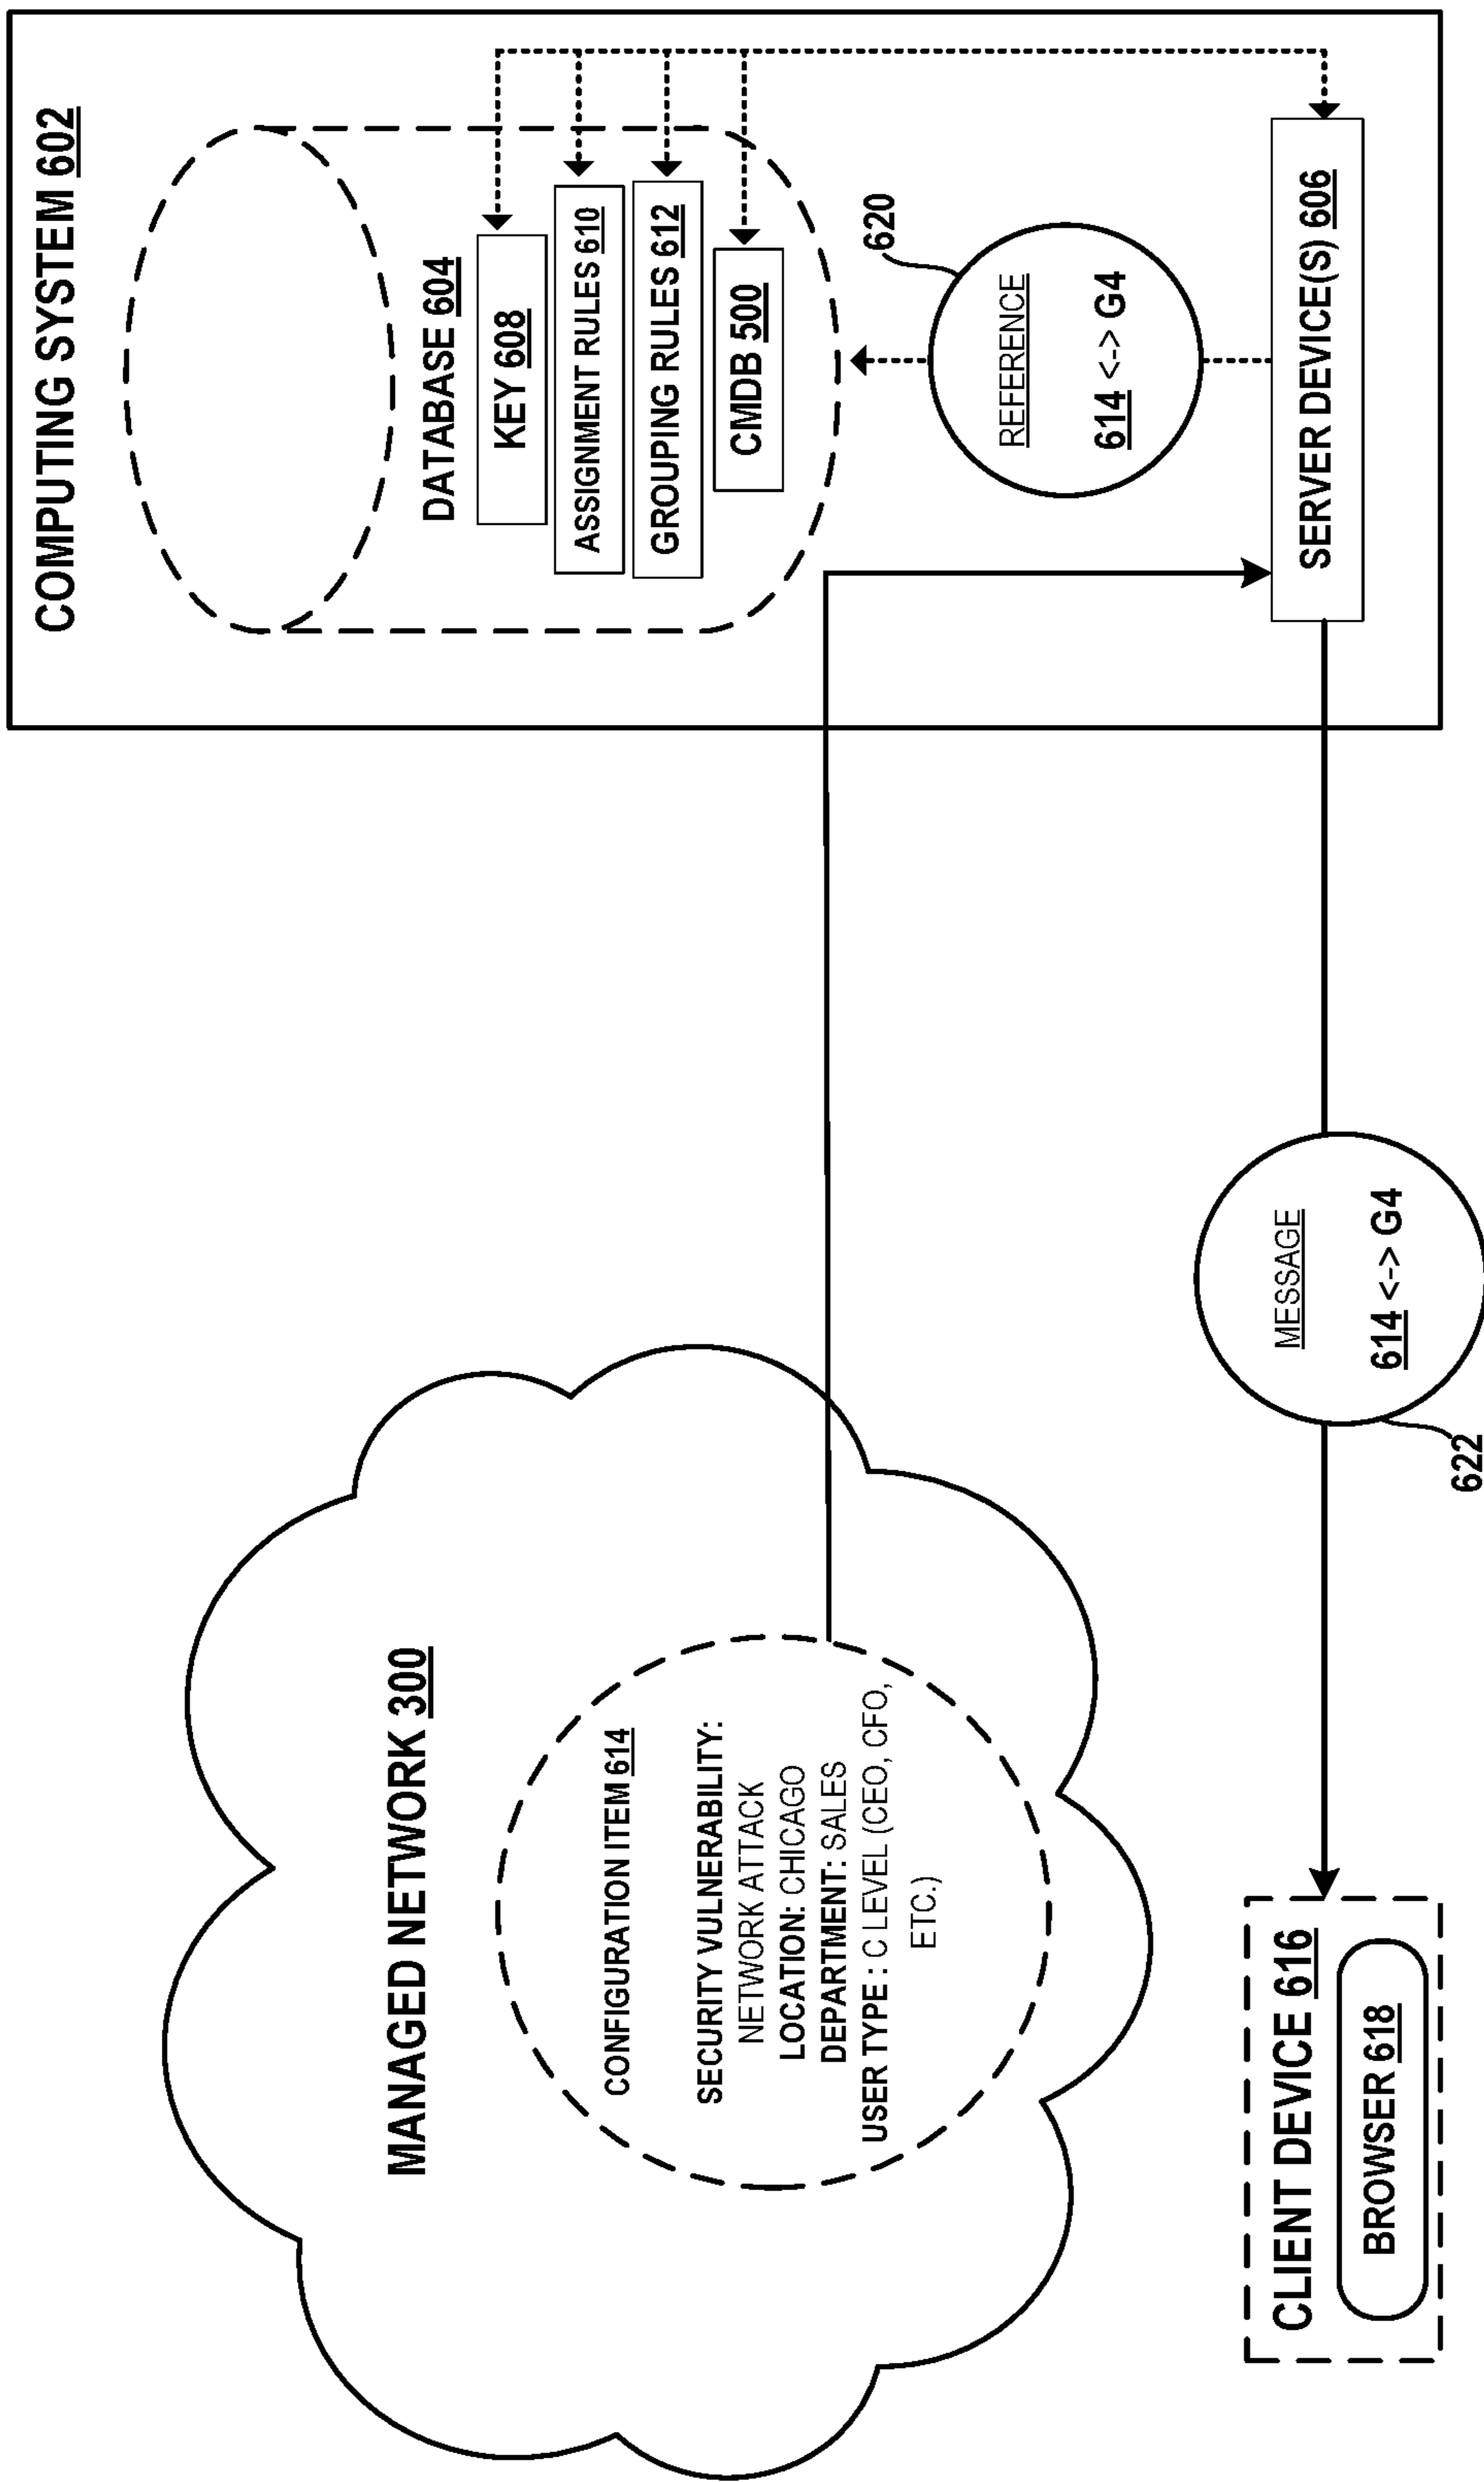 COMPUTING SYSTEM 602
DATABASE 604
KEY 608
ASSIGNMENT RULES 610
GROUPING RULES 612
CMDB 500
620
REFERENCE
614 <-> G4
SERVER DEVICE(S) 606
MANAGED NETWORK 300
CONFIGURATION ITEM 614
SECURITY VULNERABILITY:
NETWORK ATTACK
LOCATION: CHICAGO
DEPARTMENT: SALES
USER TYPE : C LEVEL (CEO, CFO,
ETC.)
MESSAGE
614 <-> G4
622
CLIENT DEVICE 616
BROWSER 618